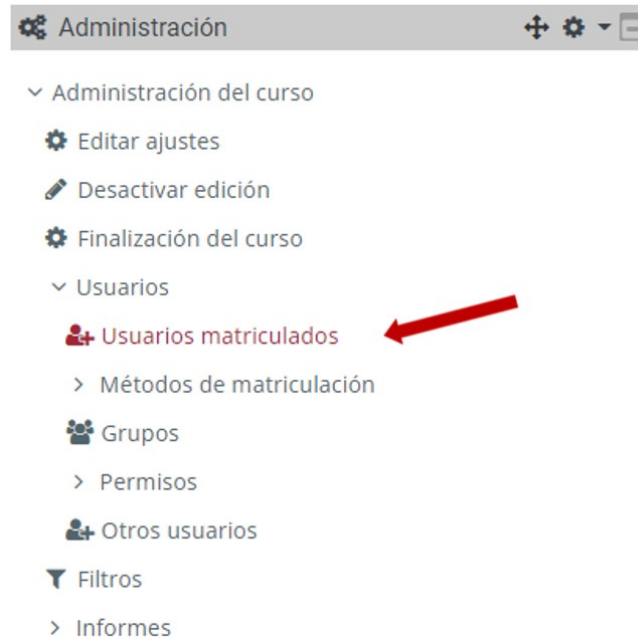 Administración
Administración del curso
Editar ajustes
Desactivar edición
Finalización del curso
Usuarios
Usuarios matriculados
Métodos de matriculación
Grupos
Permisos
Otros usuarios
Filtros
Informes